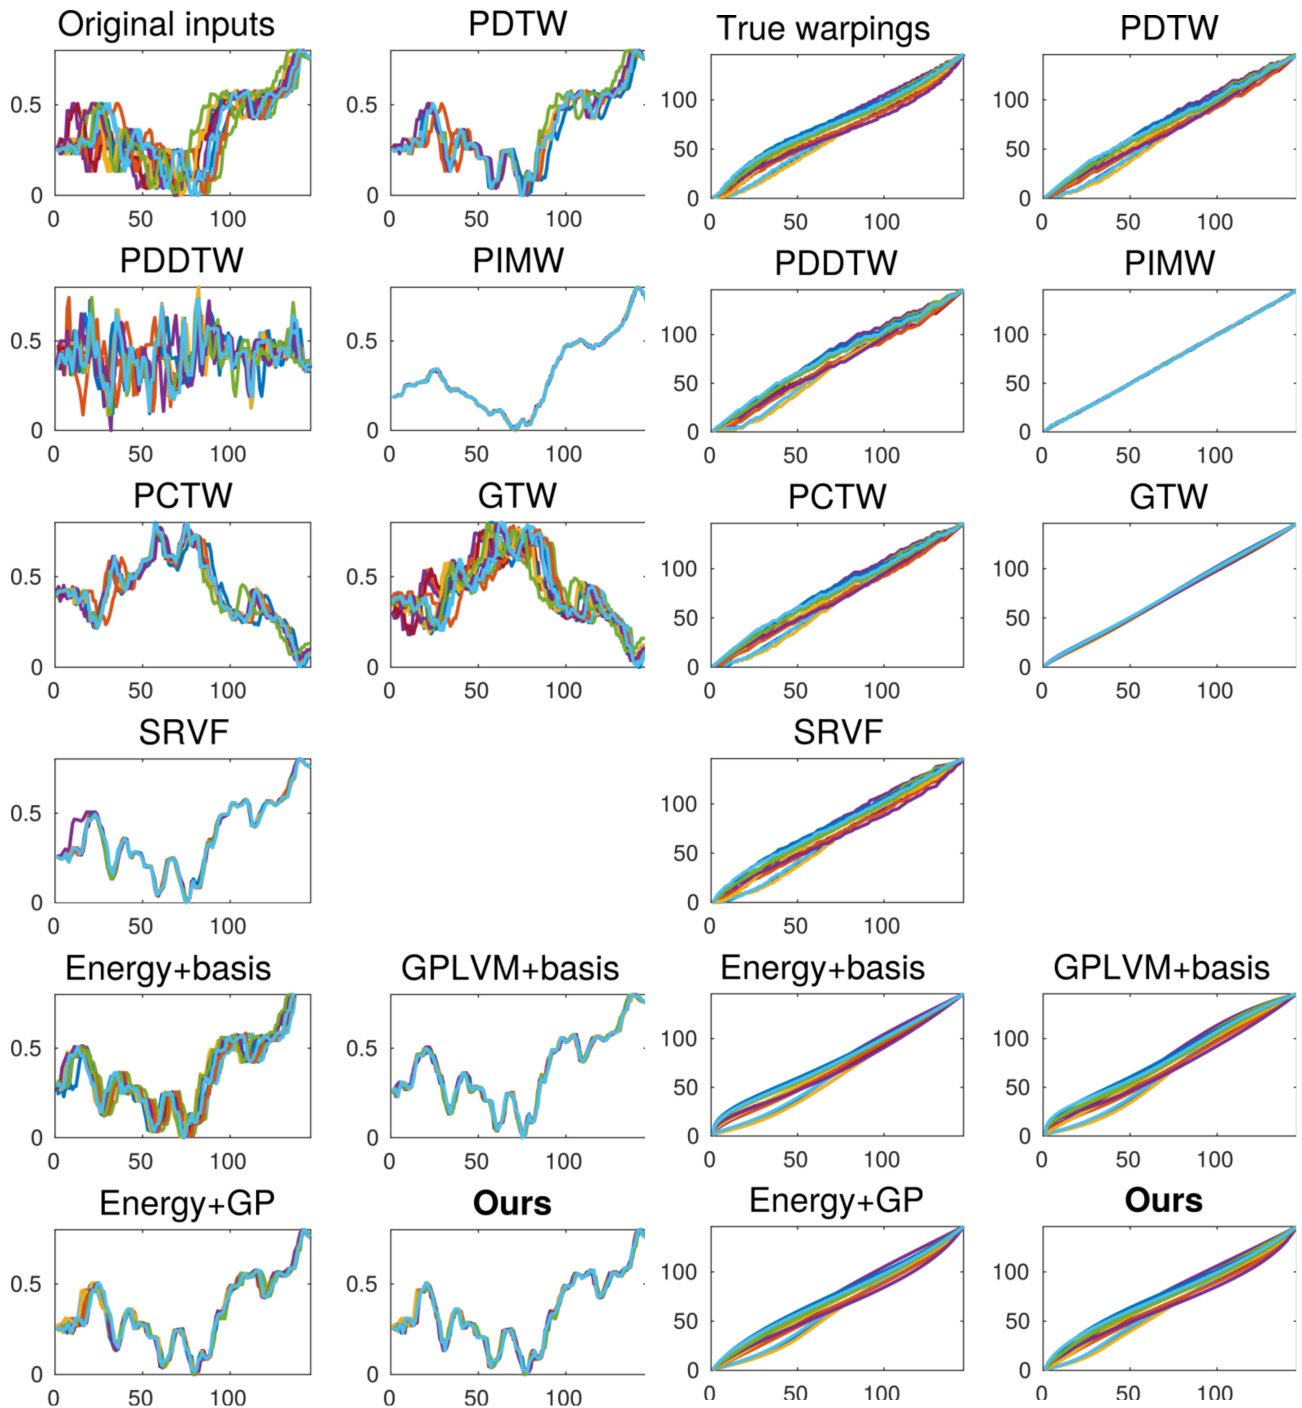 Original inputs PDTW True warpings PDTW
0.5 0.5 100 100
50 50
0 0 0 0
0 50 100 0 50 100 0 50 100 0 50 100
PDDTW PIMW PDDTW PIMW
0.5 0.5 100 100
50 50
0 0 0 0
0 50 100 0 50 100 0 50 100 0 50 100
PCTW GTW PCTW GTW
0.5 0.5 100 100
50 50
0 0 0 0
0 50 100 0 50 100 0 50 100 0 50 100
SRVF SRVF
0.5 100
50
0 0
0 50 100 0 50 100
Energy+basis GPLVM+basis Energy+basis GPLVM+basis
0.5 0.5 100 100
50 50
0 0 0 0
0 50 100 0 50 100 0 50 100 0 50 100
Energy+GP Ours Energy+GP Ours
0.5 0.5 100 100
50 50
0 0 0 0
0 50 100 0 50 100 0 50 100 0 50 100